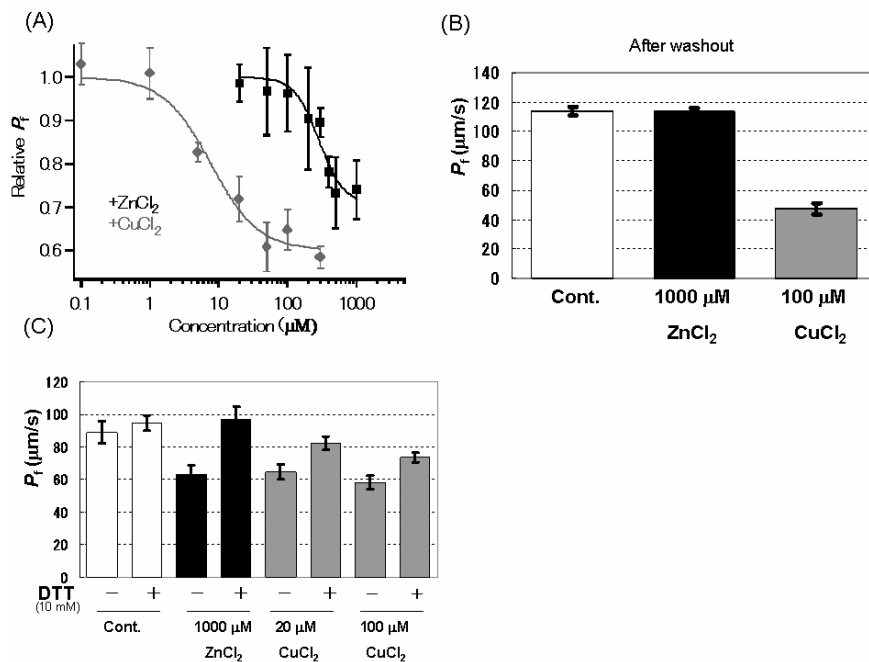 (A)
Relative Pf
1.0
0.9
0.8
0.7
0.6
+ZnCl2
+CuCl2
0.1 1 10 100 1000
Concentration (μM)
(B)
After washout
Pf (μm/s)
140
120
100
80
60
40
20
0
Cont. 1000 μM 100 μM
ZnCl2 CuCl2
(C)
Pf (μm/s)
120
100
80
60
40
20
0
DTT − + − + − + − +
(10 mM)
Cont. 1000 μM 20 μM 100 μM
ZnCl2 CuCl2 CuCl2